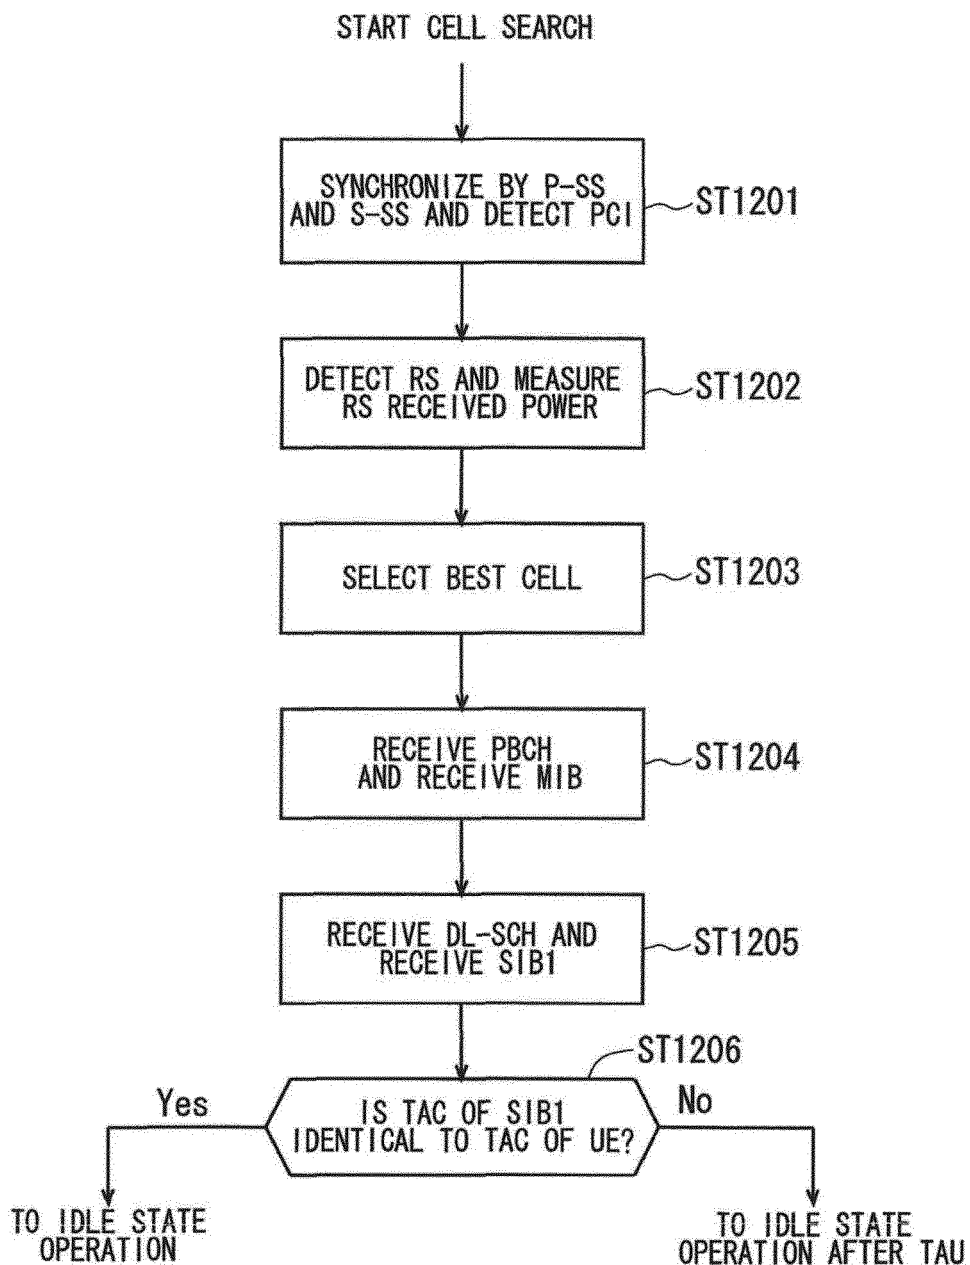 START CELL SEARCH
SYNCHRONIZE BY P-SS
AND S-SS AND DETECT PCI
ST1201
DETECT RS AND MEASURE
RS RECEIVED POWER
ST1202
SELECT BEST CELL
ST1203
RECEIVE PBCH
AND RECEIVE MIB
ST1204
RECEIVE DL-SCH AND
RECEIVE SIB1
ST1205
ST1206
IS TAC OF SIB1
IDENTICAL TO TAC OF UE?
Yes
No
TO IDLE STATE
OPERATION
TO IDLE STATE
OPERATION AFTER TAU